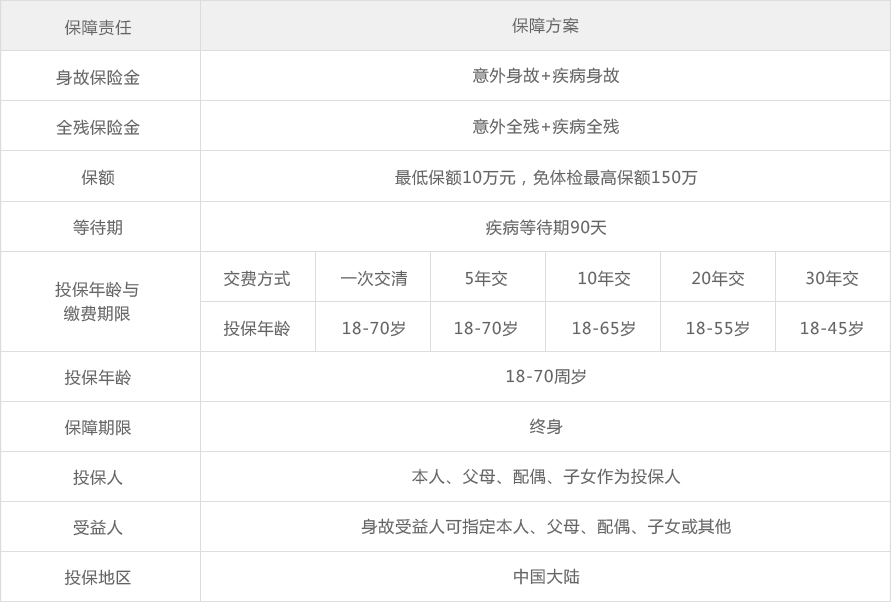 保障责任 保障方案
身故保险金 意外身故+疾病身故
全残保险金 意外全残+疾病全残
保额 最低保额10万元，免体检最高保额150万
等待期 疾病等待期90天
投保年龄与
缴费期限
交费方式 一次交清 5年交 10年交 20年交 30年交
投保年龄 18-70岁 18-70岁 18-65岁 18-55岁 18-45岁
投保年龄 18-70周岁
保障期限 终身
投保人 本人、父母、配偶、子女作为投保人
受益人 身故受益人可指定本人、父母、配偶、子女或其他
投保地区 中国大陆